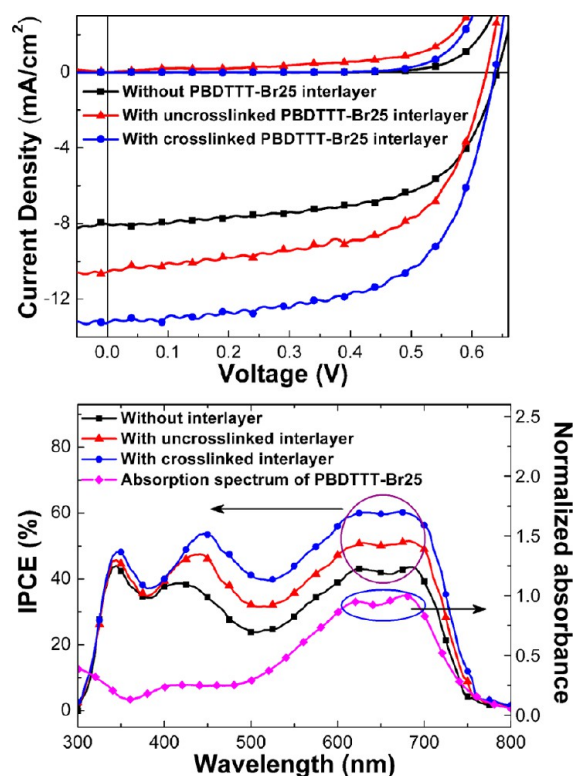 0
-4
-8
-12
Current Density (mA/cm²)
Without PBDTTT-Br25 interlayer
With uncrosslinked PBDTTT-Br25 interlayer
With crosslinked PBDTTT-Br25 interlayer
0.0 0.1 0.2 0.3 0.4 0.5 0.6
Voltage (V)
90
60
30
0
IPCE (%)
Without interlayer
With uncrosslinked interlayer
With crosslinked interlayer
Absorption spectrum of PBDTTT-Br25
2.5
2.0
1.5
1.0
0.5
0.0
Normalized absorbance
300 400 500 600 700 800
Wavelength (nm)